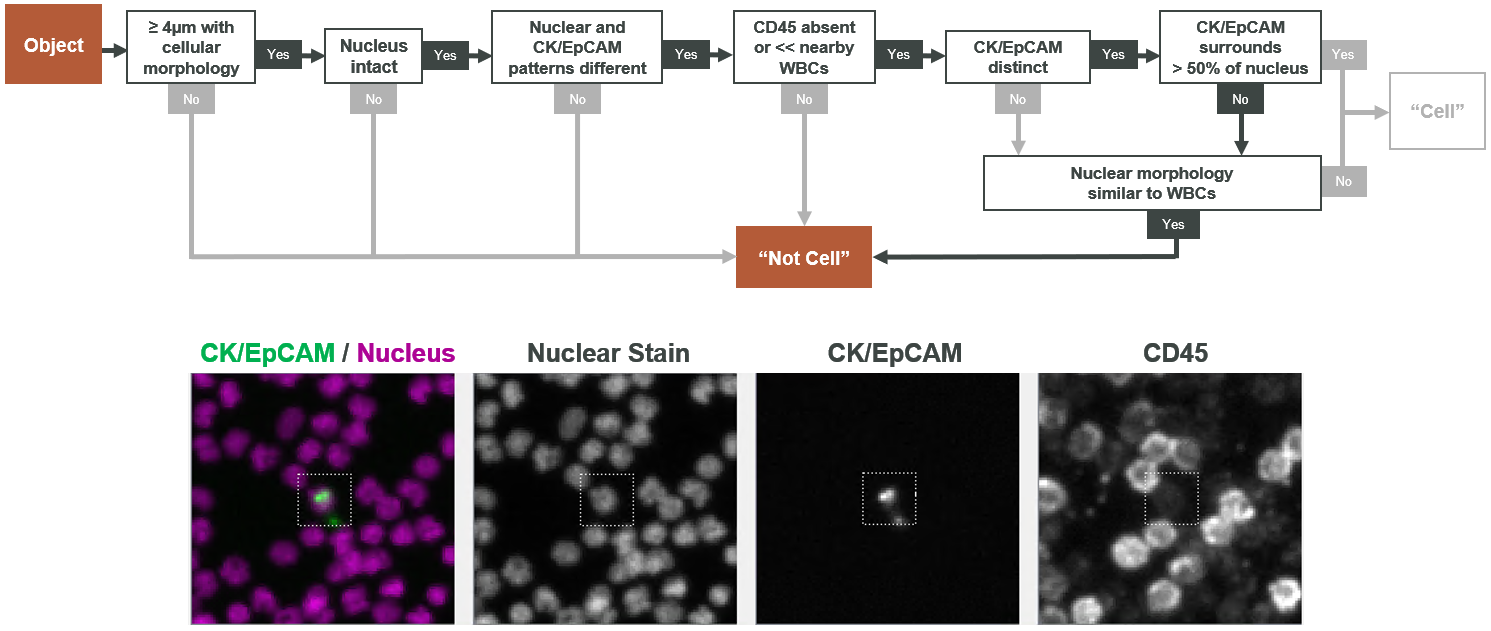 Object
≥ 4µm with
cellular
morphology
Yes
No
Nucleus
intact
Yes
No
Nuclear and
CK/EpCAM
patterns different
Yes
No
CD45 absent
or << nearby
WBCs
Yes
No
CK/EpCAM
distinct
Yes
No
CK/EpCAM
surrounds
> 50% of nucleus
Yes
No
“Cell”
Nuclear morphology
similar to WBCs
No
Yes
“Not Cell”
CK/EpCAM / Nucleus
Nuclear Stain
CK/EpCAM
CD45